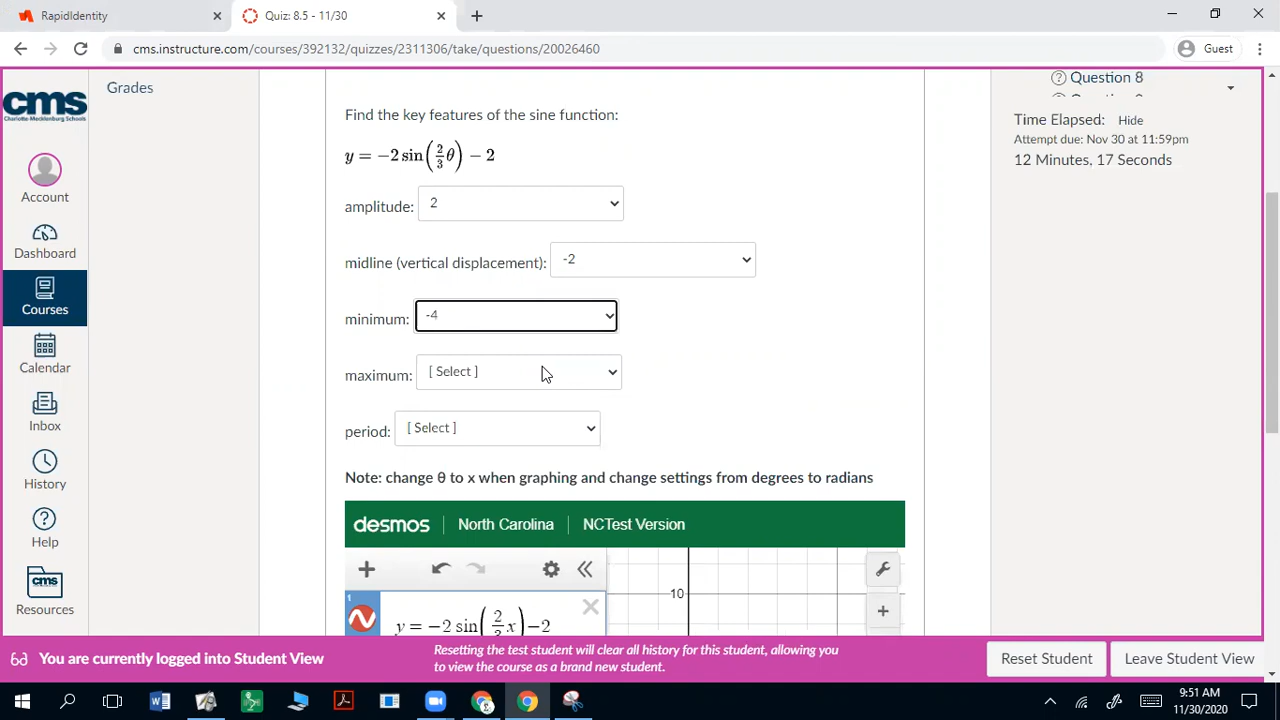 RapidIdentity
Quiz: 8.5 - 11/30
cms.instructure.com/courses/392132/quizzes/2311306/take/questions/20026460
Guest
cms
Charlotte-Mecklenburg Schools
Account
Dashboard
Courses
Calendar
Inbox
History
Help
cms
Resources
Grades
Find the key features of the sine function:
y = −2 sin(2/3 θ) − 2
amplitude: 2
midline (vertical displacement): -2
minimum: -4
maximum: [ Select ]
period: [ Select ]
Note: change θ to x when graphing and change settings from degrees to radians
desmos North Carolina NCTest Version
1
y = −2 sin(2/3 x) − 2
10
Question 8
Time Elapsed: Hide
Attempt due: Nov 30 at 11:59pm
12 Minutes, 17 Seconds
You are currently logged into Student View
Resetting the test student will clear all history for this student, allowing you
to view the course as a brand new student.
Reset Student
Leave Student View
9:51 AM
11/30/2020